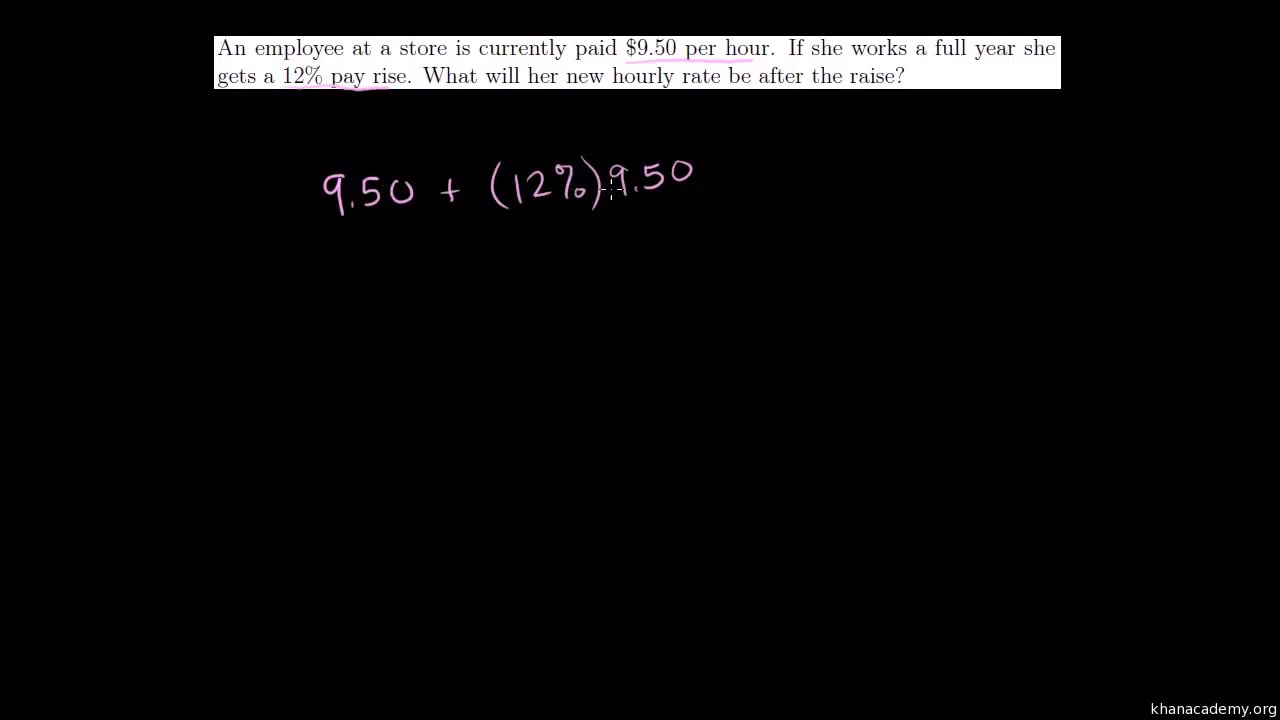 An employee at a store is currently paid $9.50 per hour. If she works a full year she
gets a 12% pay rise. What will her new hourly rate be after the raise?
9.50 + (12%)9.50
khanacademy.org